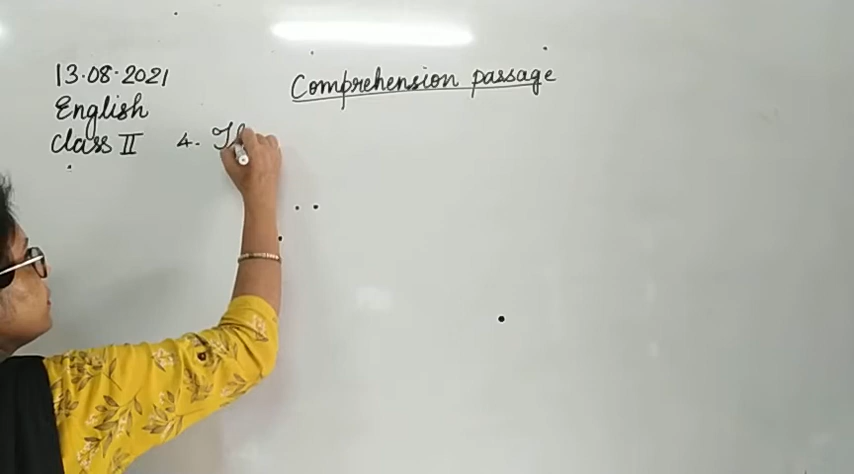 13.08.2021
Comprehension passage
English
Class II
4.